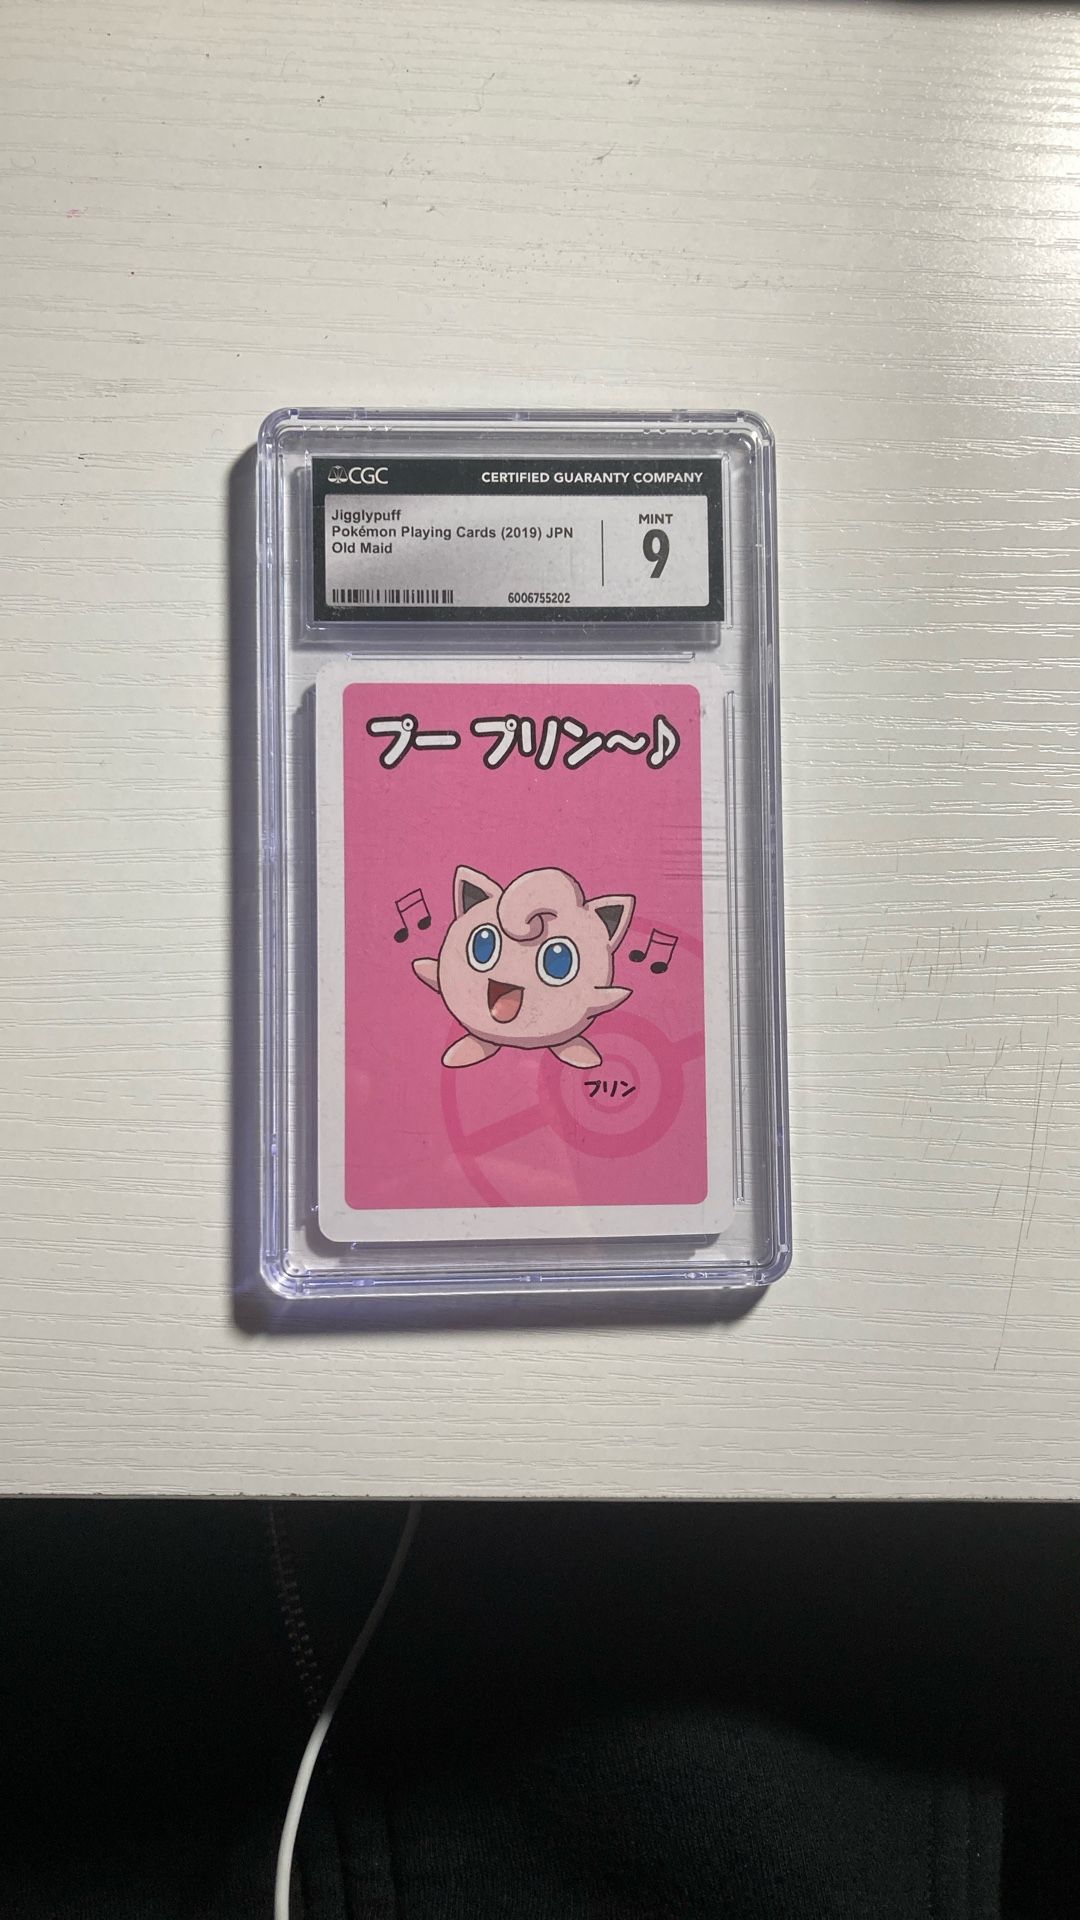 CGC CERTIFIED GUARANTY COMPANY
Jigglypuff
Pokémon Playing Cards (2019) JPN
Old Maid
MINT
9
6006755202
プー プリン〜♪
プリン